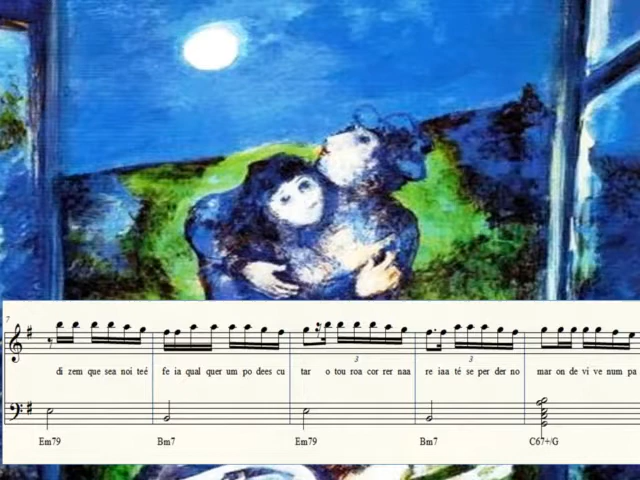 7
di zem que sea noi teé fe ia qual quer um po dees cu tar o tou roa cor rer naa re iaa té se per der no mar on de vi ve num pa
3 3
Em79 Bm7 Em79 Bm7 C67+/G